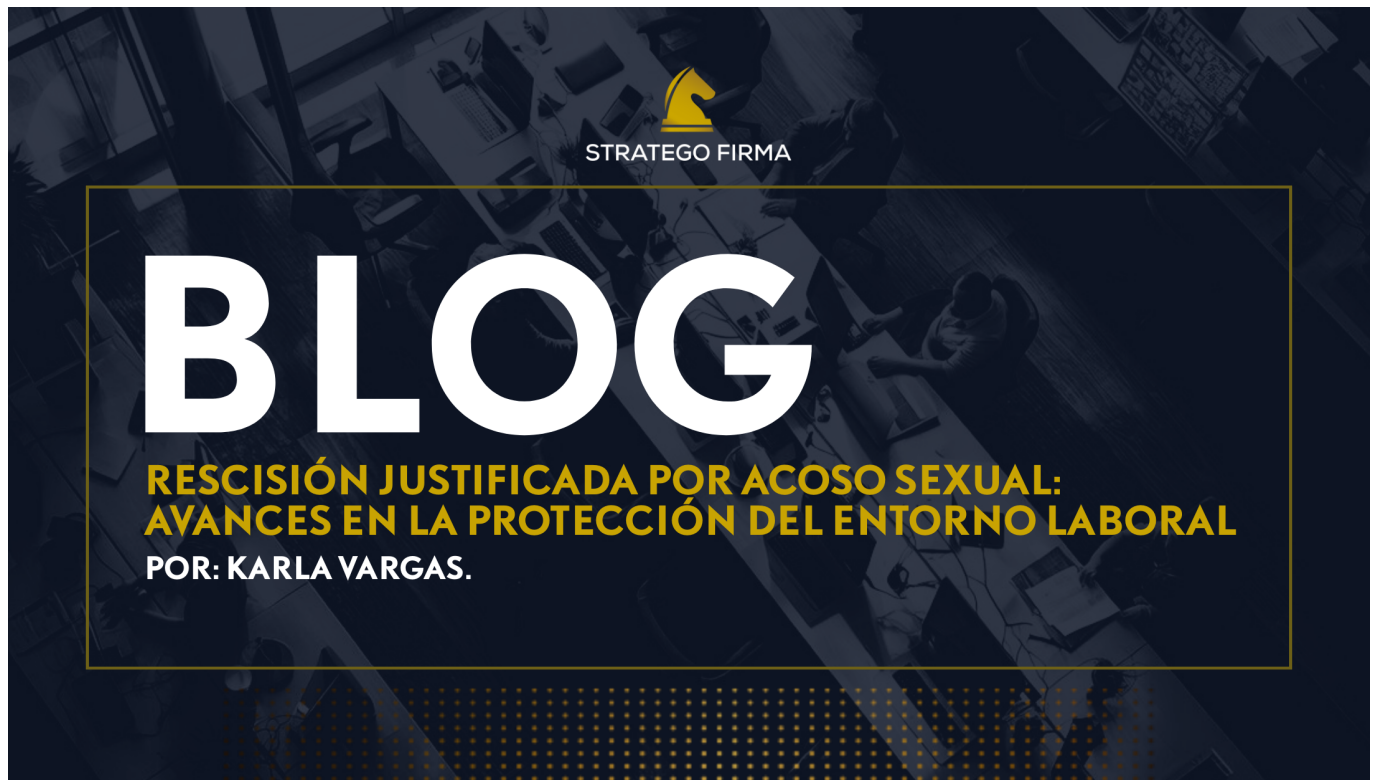 STRATEGO FIRMA
BLOG
RESCISIÓN JUSTIFICADA POR ACOSO SEXUAL:
AVANCES EN LA PROTECCIÓN DEL ENTORNO LABORAL
POR: KARLA VARGAS.